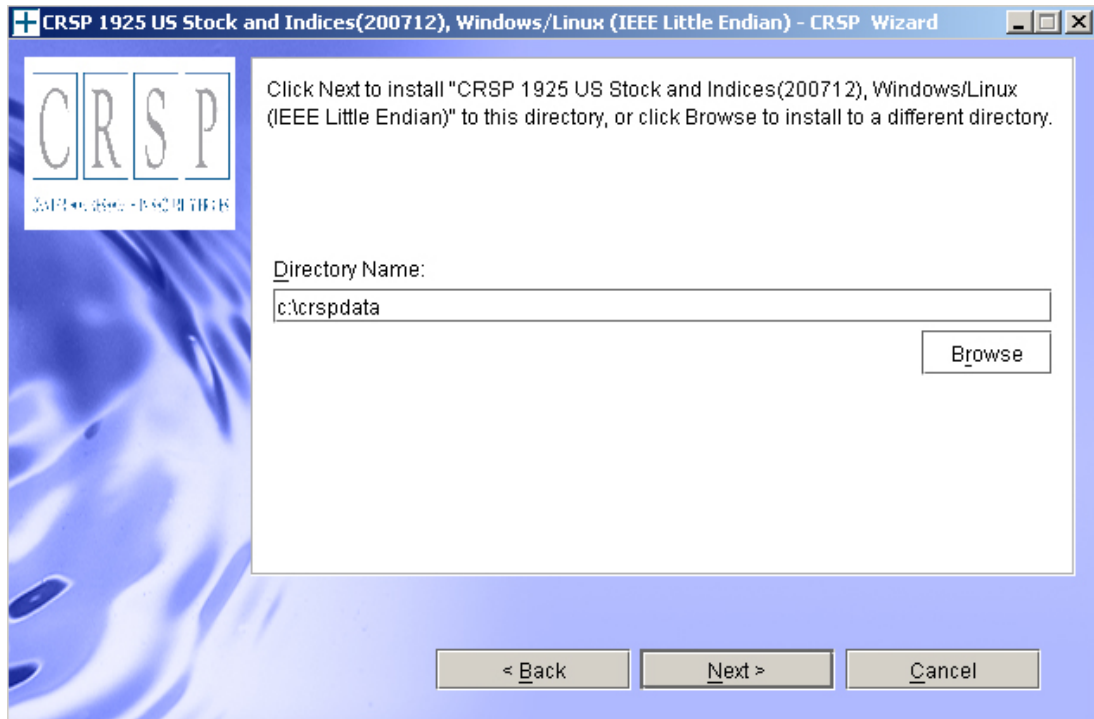 CRSP 1925 US Stock and Indices(200712), Windows/Linux (IEEE Little Endian) - CRSP Wizard
CRSP
Click Next to install "CRSP 1925 US Stock and Indices(200712), Windows/Linux
(IEEE Little Endian)" to this directory, or click Browse to install to a different directory.
Directory Name:
c:\crspdata
Browse
< Back
Next >
Cancel